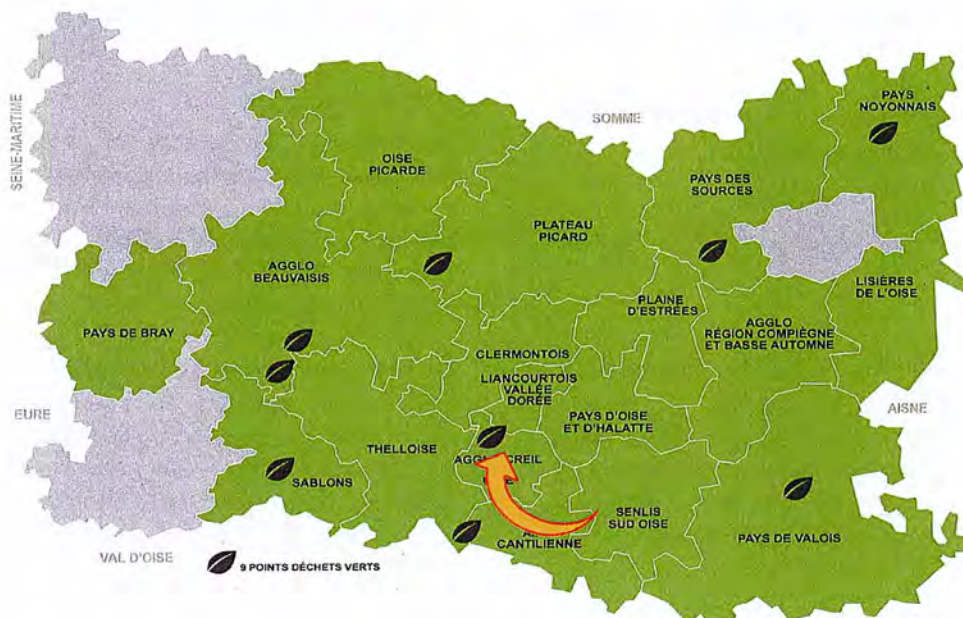 SEINE-MARITIME
SOMME
PAYS
NOYONNAIS
OISE
PICARDE
PAYS DES
SOURCES
PLATEAU
PICARD
AGGLO
BEAUVAISIS
LISIÈRES
DE L'OISE
PLAINE
D'ESTRÉES
AGGLO
RÉGION COMPIÈGNE
ET BASSE AUTOMNE
PAYS DE BRAY
CLERMONTOIS
LIANCOURTOIS
VALLÉE
DORÉE
EURE
AISNE
PAYS D'OISE
ET D'HALATTE
THELLOISE
CREIL
SABLONS
SENLIS
SUD OISE
CANTILIENNE
PAYS DE VALOIS
VAL D'OISE
9 POINTS DÉCHETS VERTS